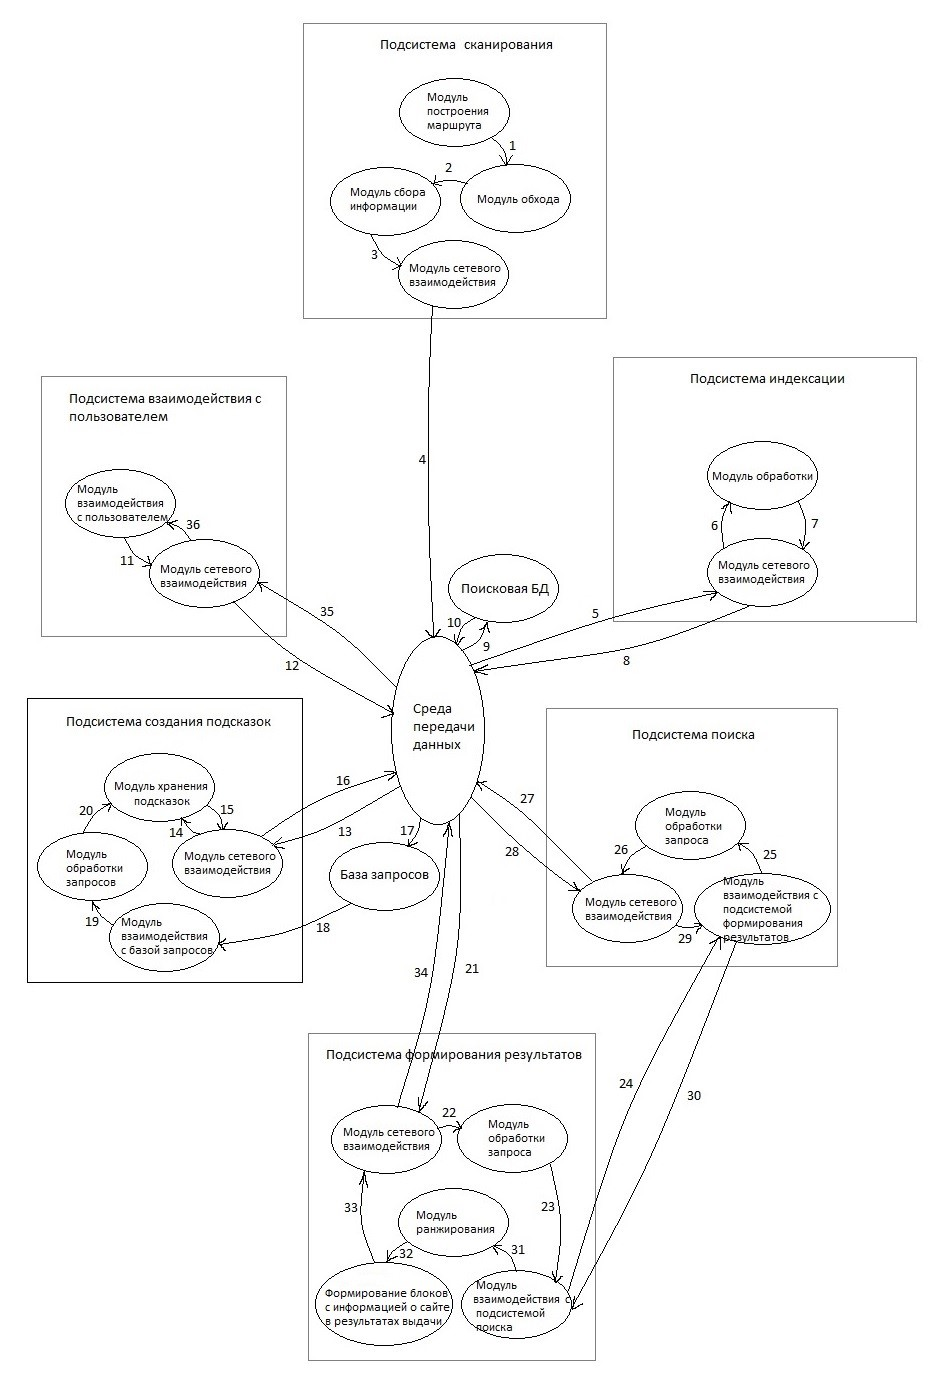 Подсистема сканирования
Модуль
построения
маршрута
1
2
Модуль сбора
информации
Модуль обхода
3
Модуль сетевого
взаимодействия
4
Подсистема индексации
Модуль обработки
6
7
Модуль сетевого
взаимодействия
5
8
Подсистема взаимодействия с
пользователем
Модуль
взаимодействия
с пользователем
36
11
Модуль сетевого
взаимодействия
35
12
Поисковая БД
10
9
Среда
передачи
данных
Подсистема создания подсказок
Модуль хранения
подсказок
20
15
14
16
13
Модуль
обработки
запросов
Модуль сетевого
взаимодействия
19
Модуль
взаимодействия
с базой запросов
17
База запросов
18
Подсистема поиска
27
28
Модуль
обработки
запроса
26
25
Модуль сетевого
взаимодействия
29
Модуль
взаимодействия с
подсистемой
формирования
результатов
34
21
24
30
Подсистема формирования результатов
Модуль сетевого
взаимодействия
22
Модуль
обработки
запроса
33
23
Модуль
ранжирования
32
31
Формирование блоков
с информацией о сайте
в результатах выдачи
Модуль
взаимодействия с
подсистемой
поиска